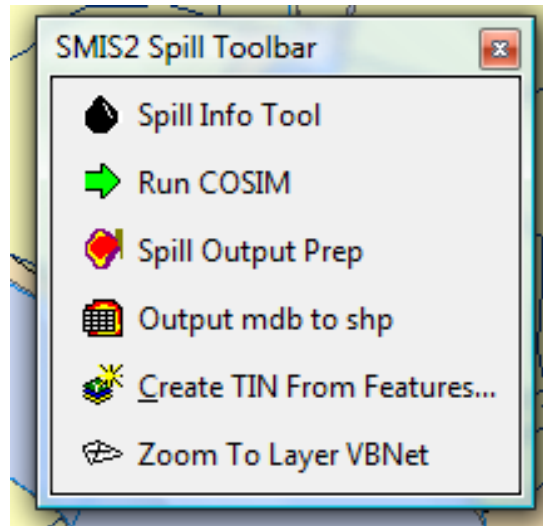 SMIS2 Spill Toolbar
Spill Info Tool
Run COSIM
Spill Output Prep
Output mdb to shp
Create TIN From Features...
Zoom To Layer VBNet